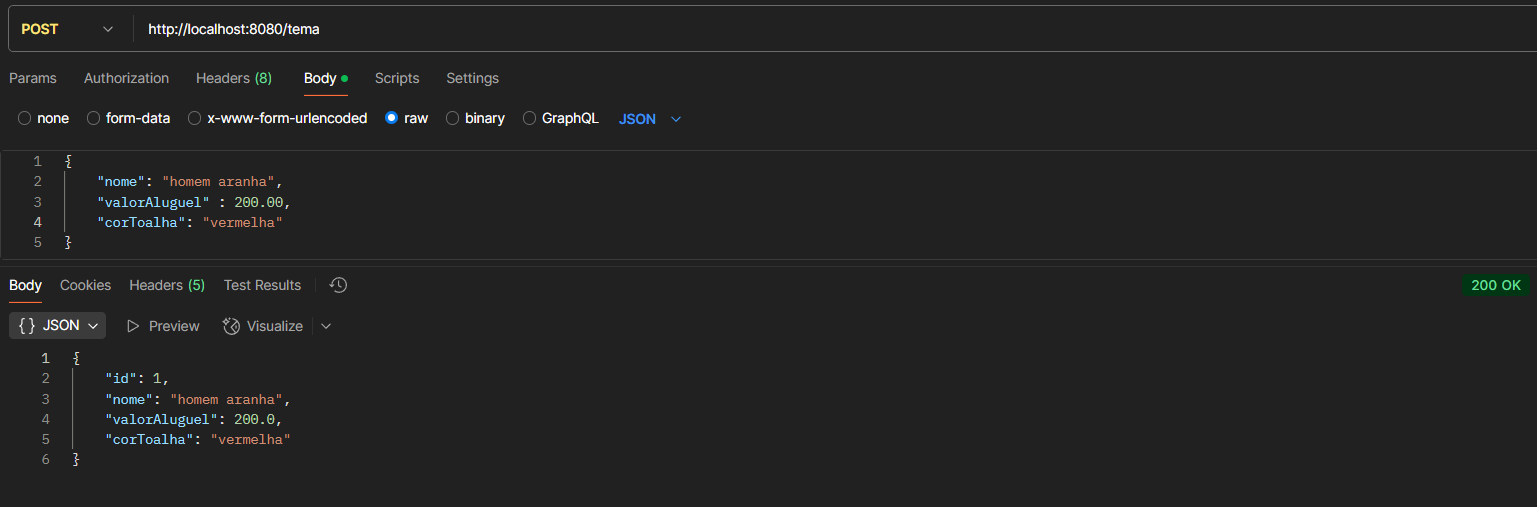 POST http://localhost:8080/tema
Params Authorization Headers (8) Body Scripts Settings
none form-data x-www-form-urlencoded raw binary GraphQL JSON
1 {
2 "nome": "homem aranha",
3 "valorAluguel" : 200.00,
4 "corToalha": "vermelha"
5 }
Body Cookies Headers (5) Test Results 200 OK
{} JSON Preview Visualize
1 {
2 "id": 1,
3 "nome": "homem aranha",
4 "valorAluguel": 200.0,
5 "corToalha": "vermelha"
6 }